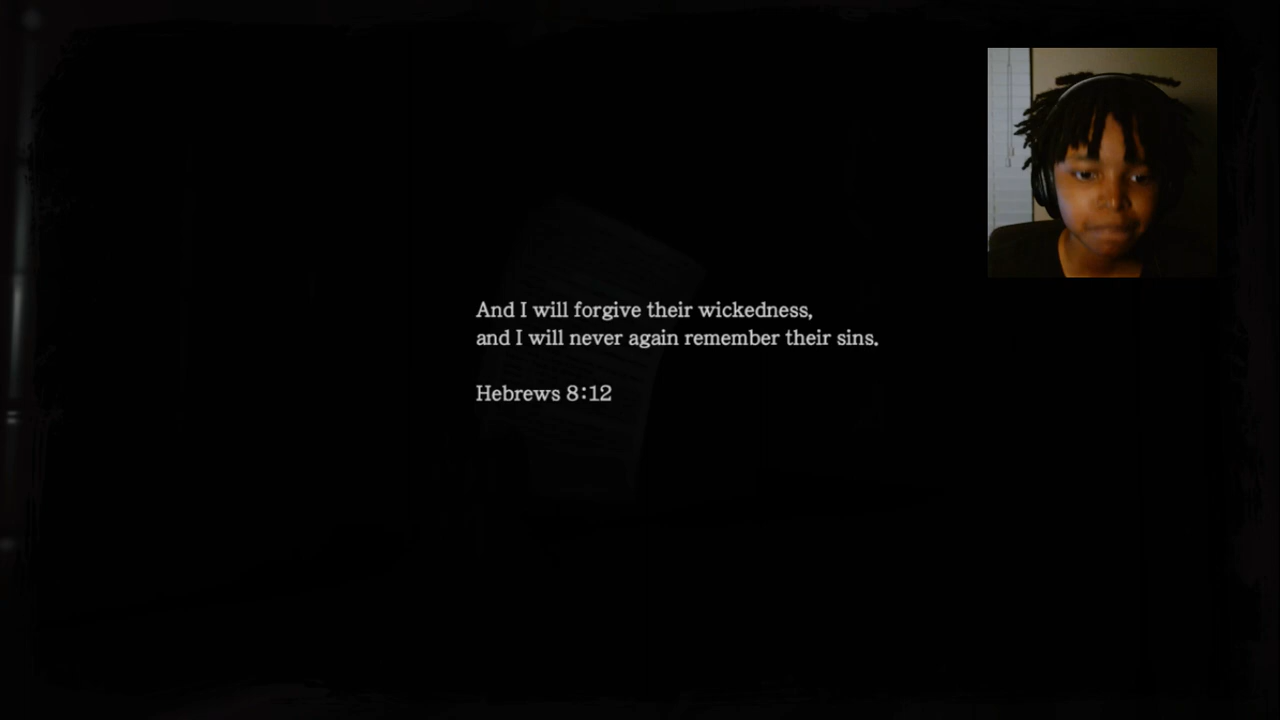 And I will forgive their wickedness,
and I will never again remember their sins.
Hebrews 8:12